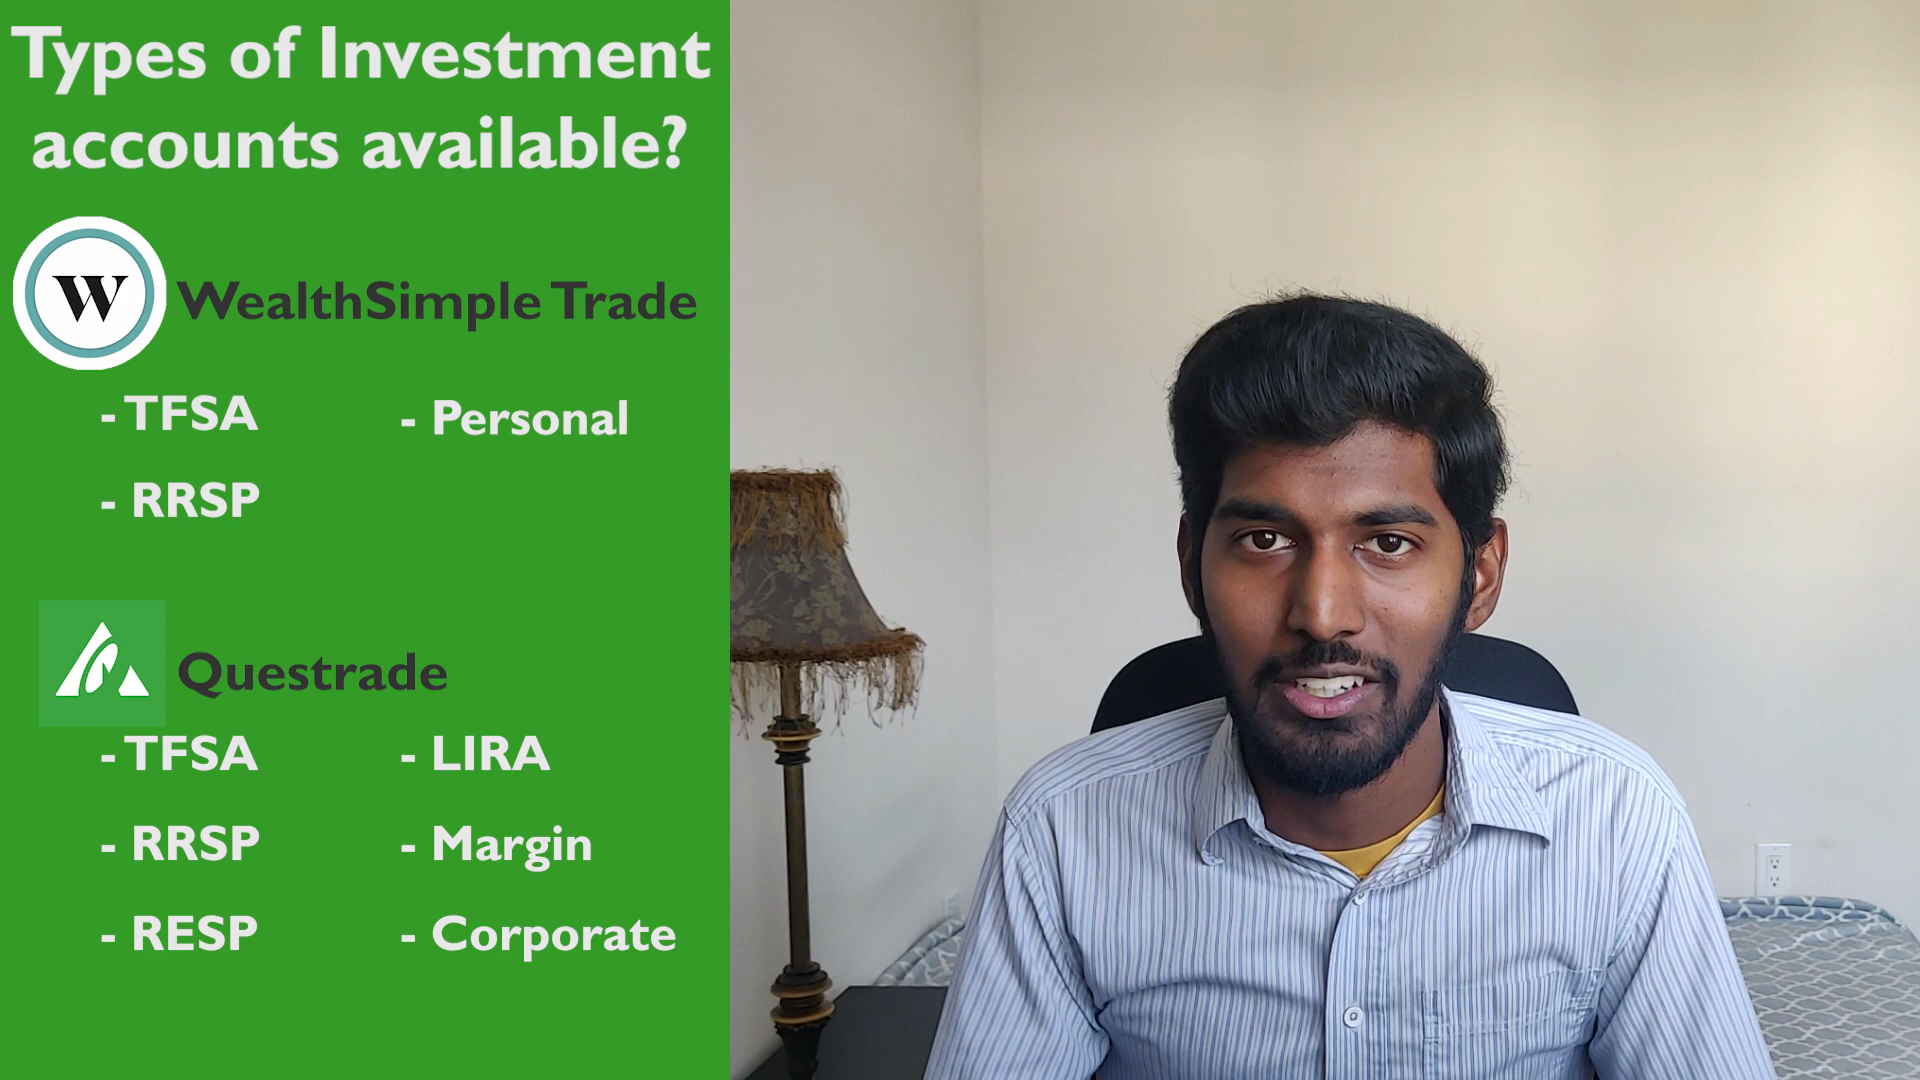 Types of Investment
accounts available?
W
WealthSimple Trade
- TFSA
- Personal
- RRSP
Questrade
- TFSA
- LIRA
- RRSP
- Margin
- RESP
- Corporate